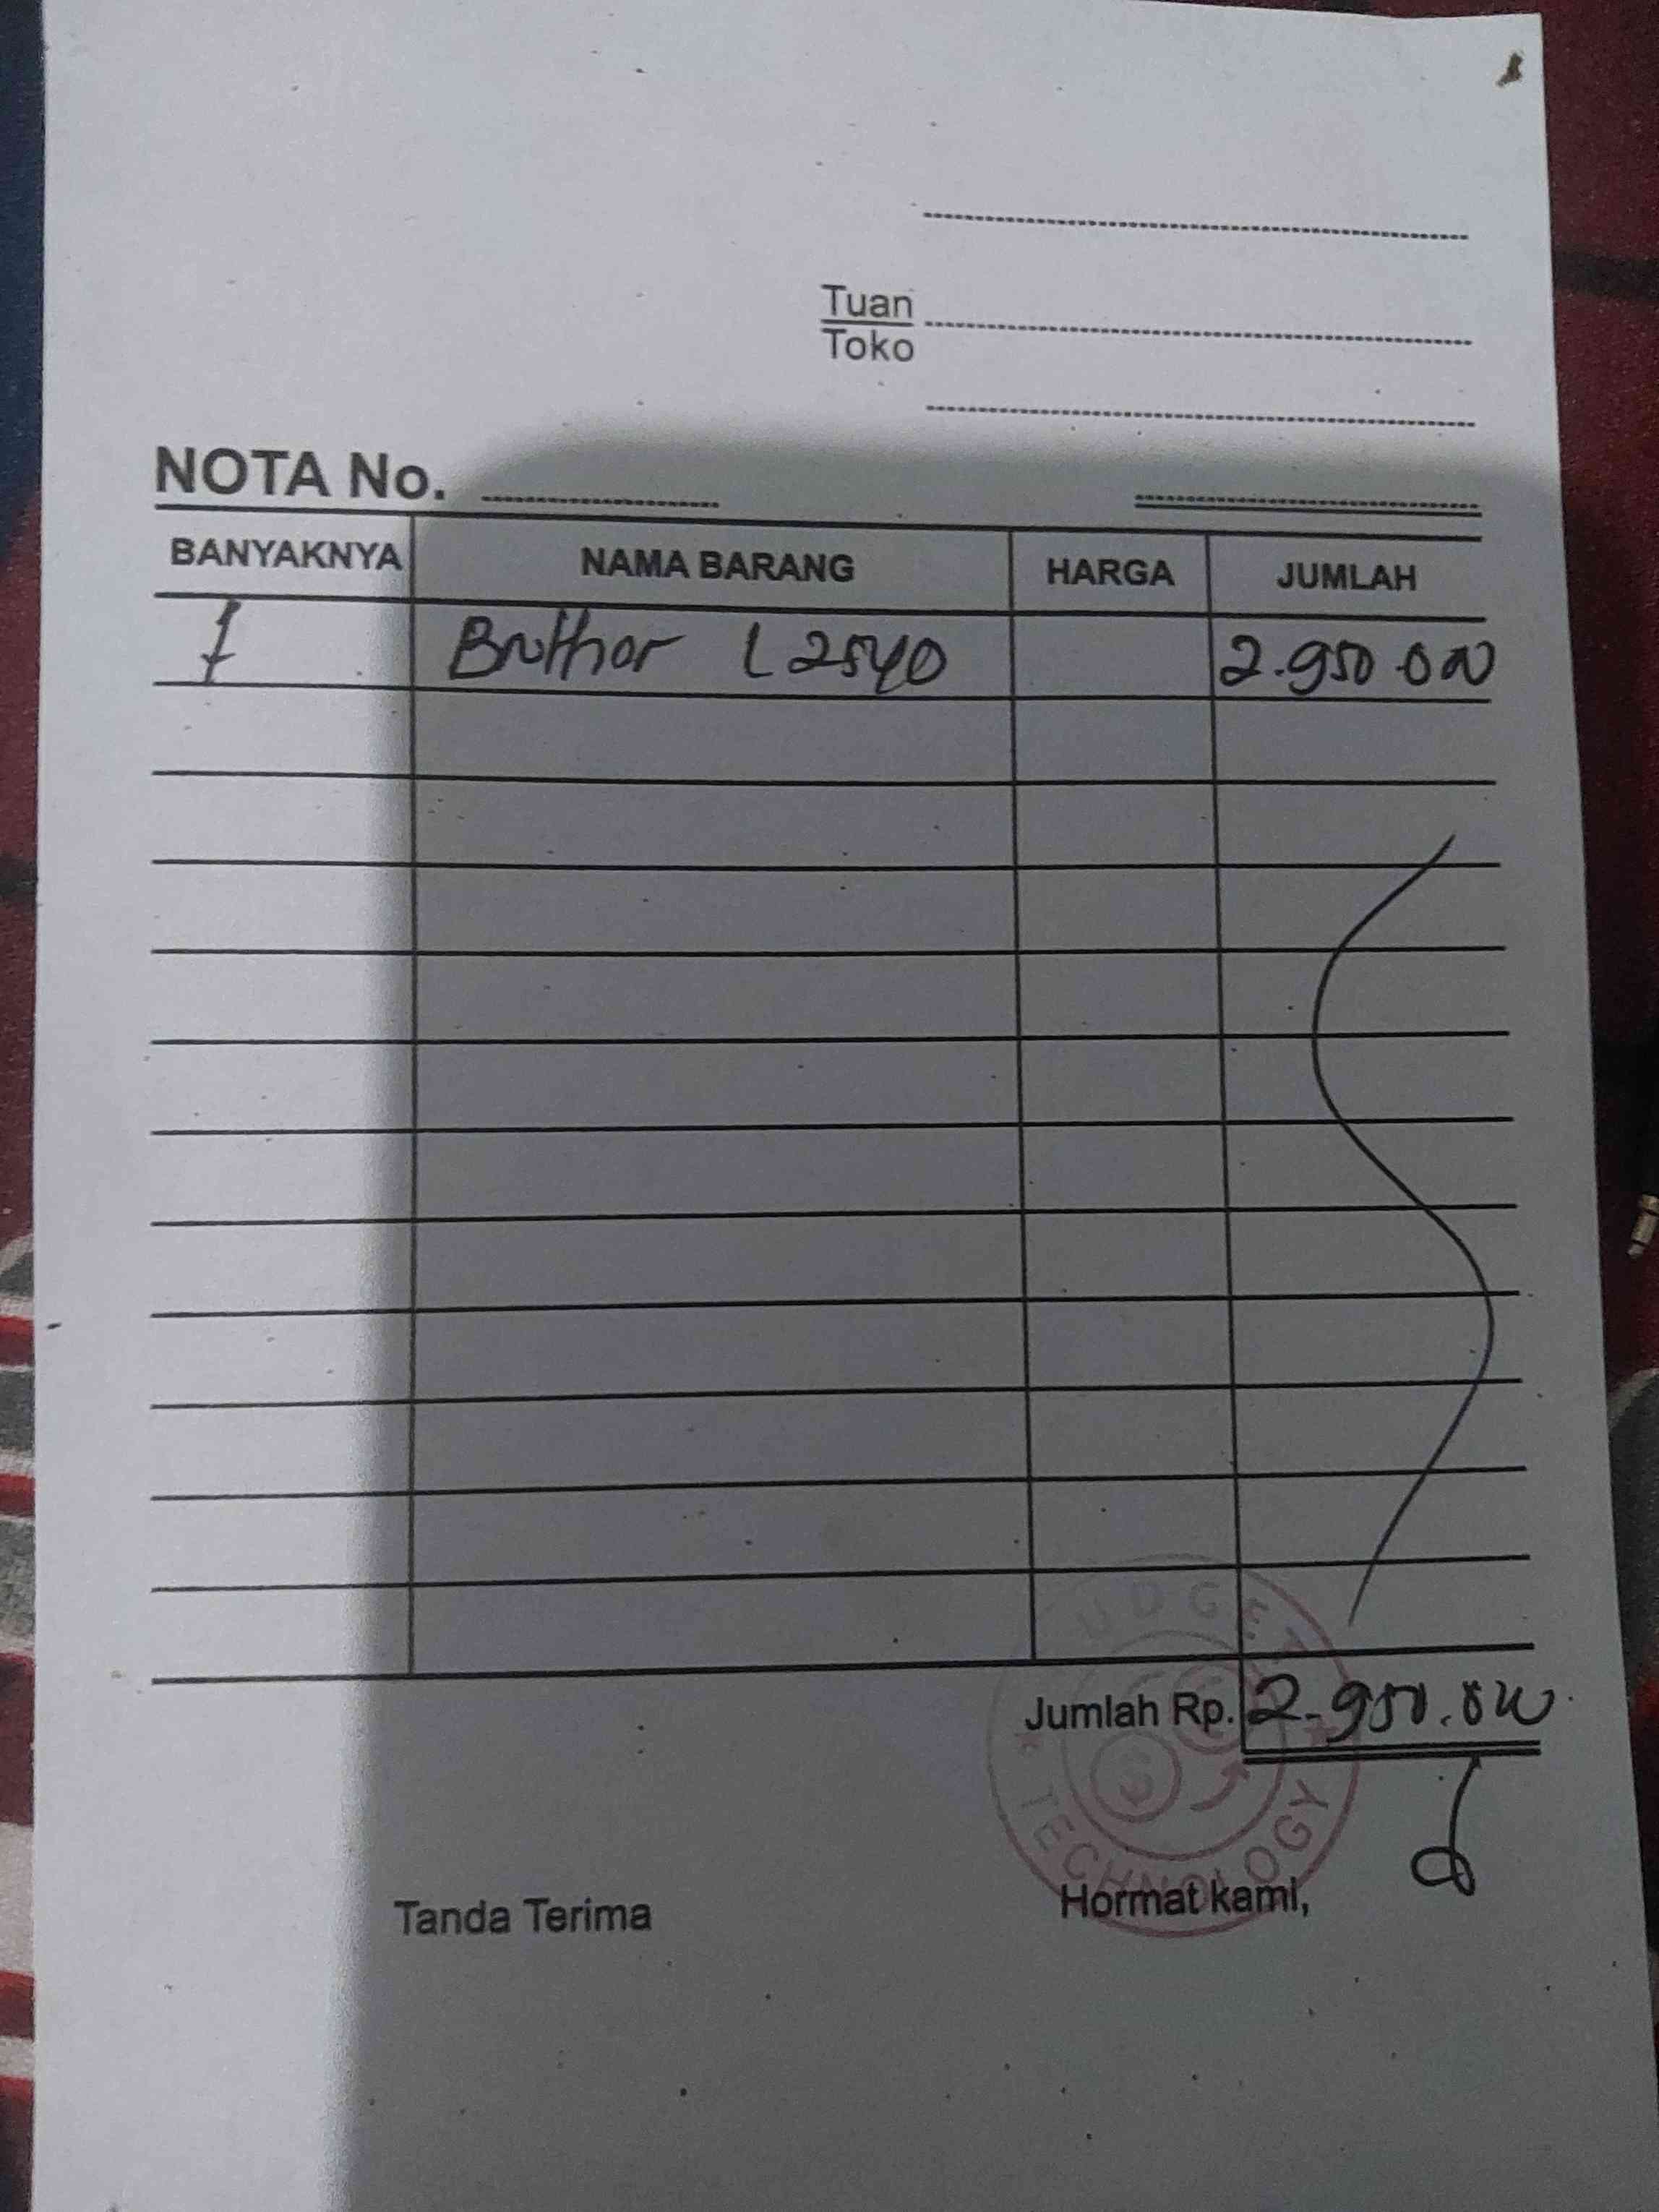 Tuan
Toko
NOTA No.
BANYAKNYA NAMA BARANG HARGA JUMLAH
1 Brother L2540 2.950.000
Jumlah Rp. 2.950.000
UDGET
TECHNOLOGY
Tanda Terima Hormat kami,